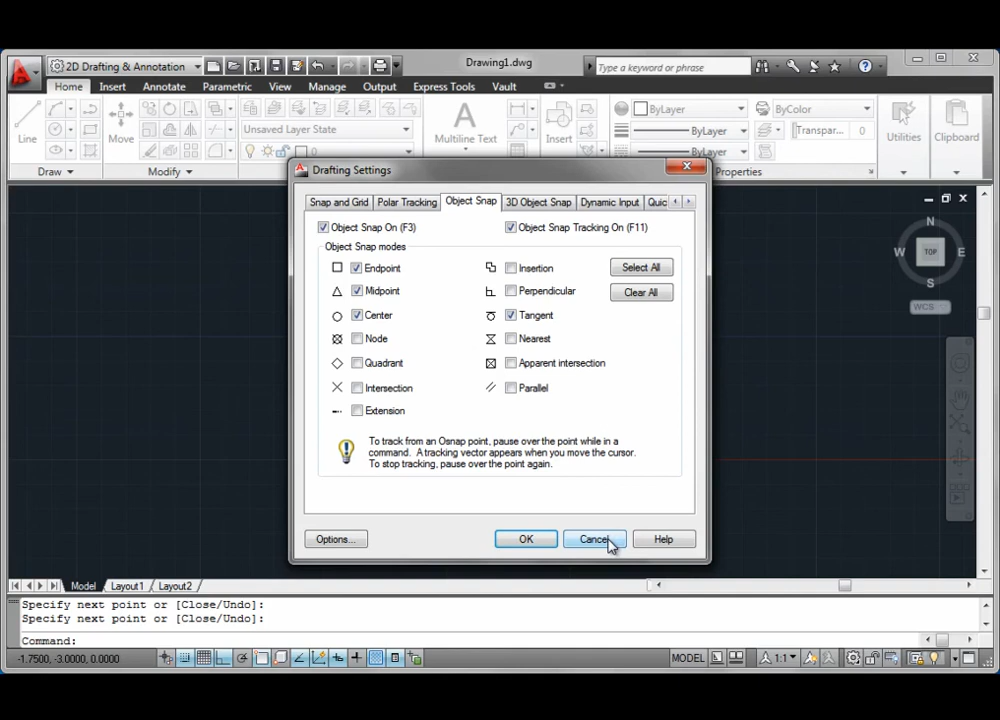 2D Drafting & Annotation
Drawing1.dwg
Type a keyword or phrase
Home Insert Annotate Parametric View Manage Output Express Tools Vault
Line
Move
Unsaved Layer State
0
A
Multiline Text
Insert
ByLayer
ByColor
ByLayer
Transpar... 0
ByLayer
Utilities
Clipboard
Draw
Modify
Properties
Drafting Settings
Snap and Grid Polar Tracking Object Snap 3D Object Snap Dynamic Input Quic
Object Snap On (F3)
Object Snap Tracking On (F11)
Object Snap modes
Endpoint
Insertion
Select All
Midpoint
Perpendicular
Clear All
Center
Tangent
Node
Nearest
Quadrant
Apparent intersection
Intersection
Parallel
Extension
To track from an Osnap point, pause over the point while in a
command. A tracking vector appears when you move the cursor.
To stop tracking, pause over the point again.
Options...
OK
Cancel
Help
N
W TOP E
S
WCS
Model Layout1 Layout2
Specify next point or [Close/Undo]:
Specify next point or [Close/Undo]:
Command:
-1.7500, -3.0000, 0.0000
MODEL
1:1